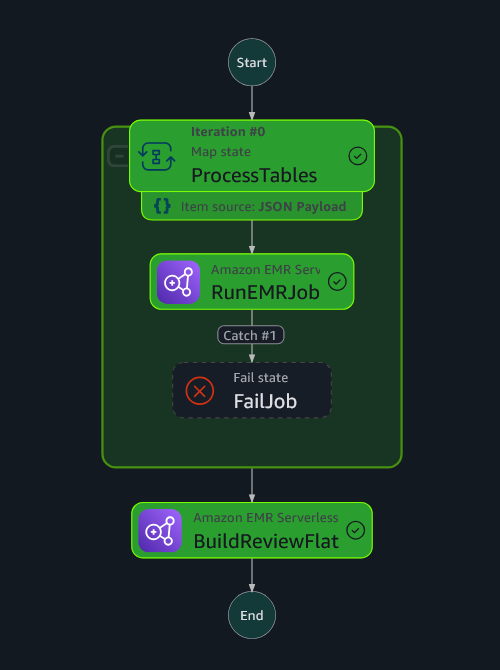 Start
Iteration #0
Map state
ProcessTables
{} Item source: JSON Payload
Amazon EMR Serv
RunEMRJob
Catch #1
Fail state
FailJob
Amazon EMR Serverless
BuildReviewFlat
End